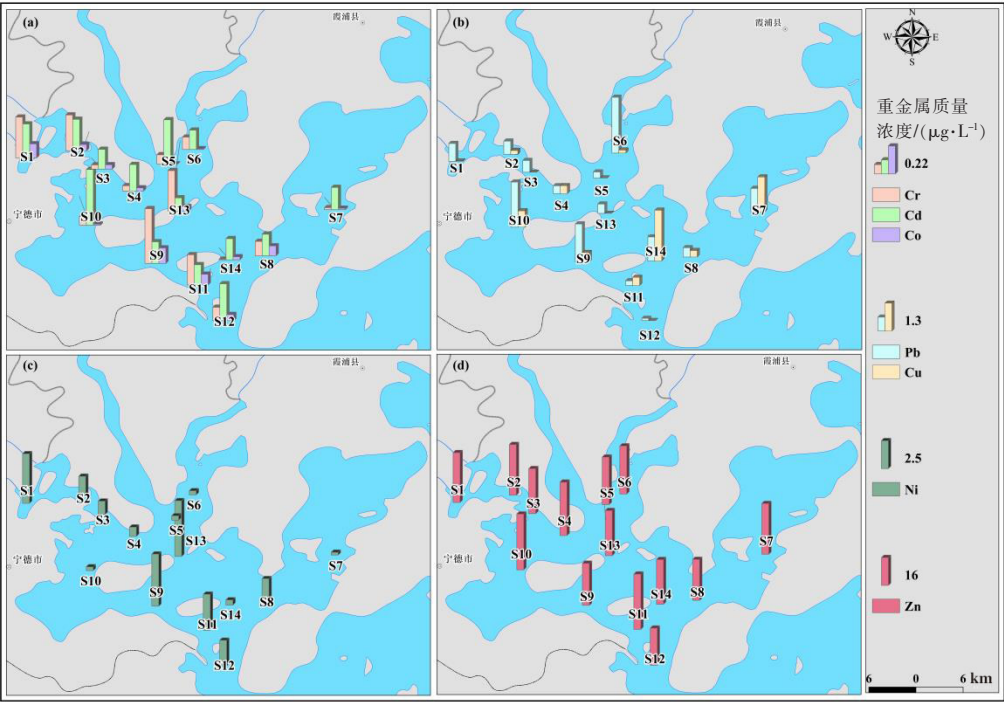 (a)
霞浦县
宁德市
S1
S2
S3
S4
S5
S6
S7
S8
S9
S10
S11
S12
S13
S14
(b)
霞浦县
S1
S2
S3
S4
S5
S6
S7
S8
S9
S10
S11
S12
S13
S14
(c)
霞浦县
宁德市
S1
S2
S3
S4
S5
S6
S7
S8
S9
S10
S11
S12
S13
S14
(d)
霞浦县
S1
S2
S3
S4
S5
S6
S7
S8
S9
S10
S11
S12
S13
S14
N
W E
S
重金属质量
浓度/(μg·L⁻¹)
0.22
Cr
Cd
Co
1.3
Pb
Cu
2.5
Ni
16
Zn
6 0 6 km